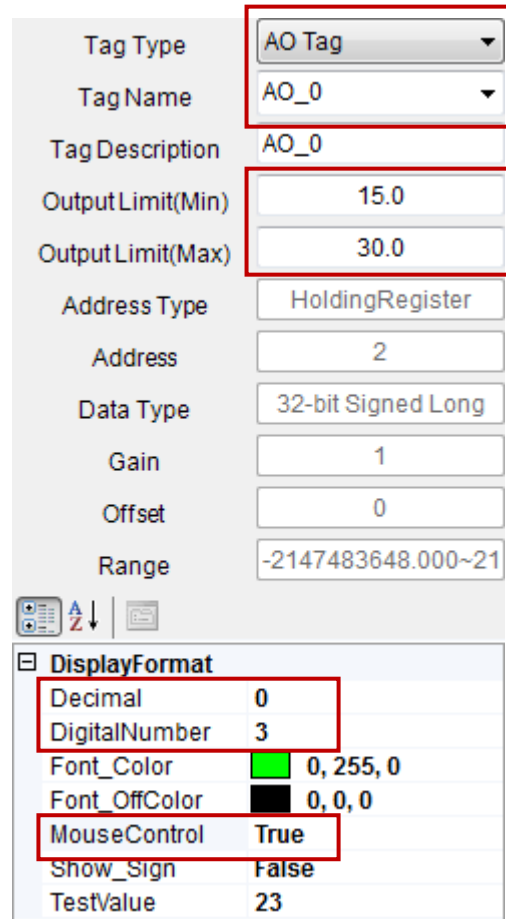 Tag Type AO Tag
Tag Name AO_0
Tag Description AO_0
Output Limit(Min) 15.0
Output Limit(Max) 30.0
Address Type HoldingRegister
Address 2
Data Type 32-bit Signed Long
Gain 1
Offset 0
Range -2147483648.000~21
A Z
DisplayFormat
Decimal 0
DigitalNumber 3
Font_Color 0, 255, 0
Font_OffColor 0, 0, 0
MouseControl True
Show_Sign False
TestValue 23